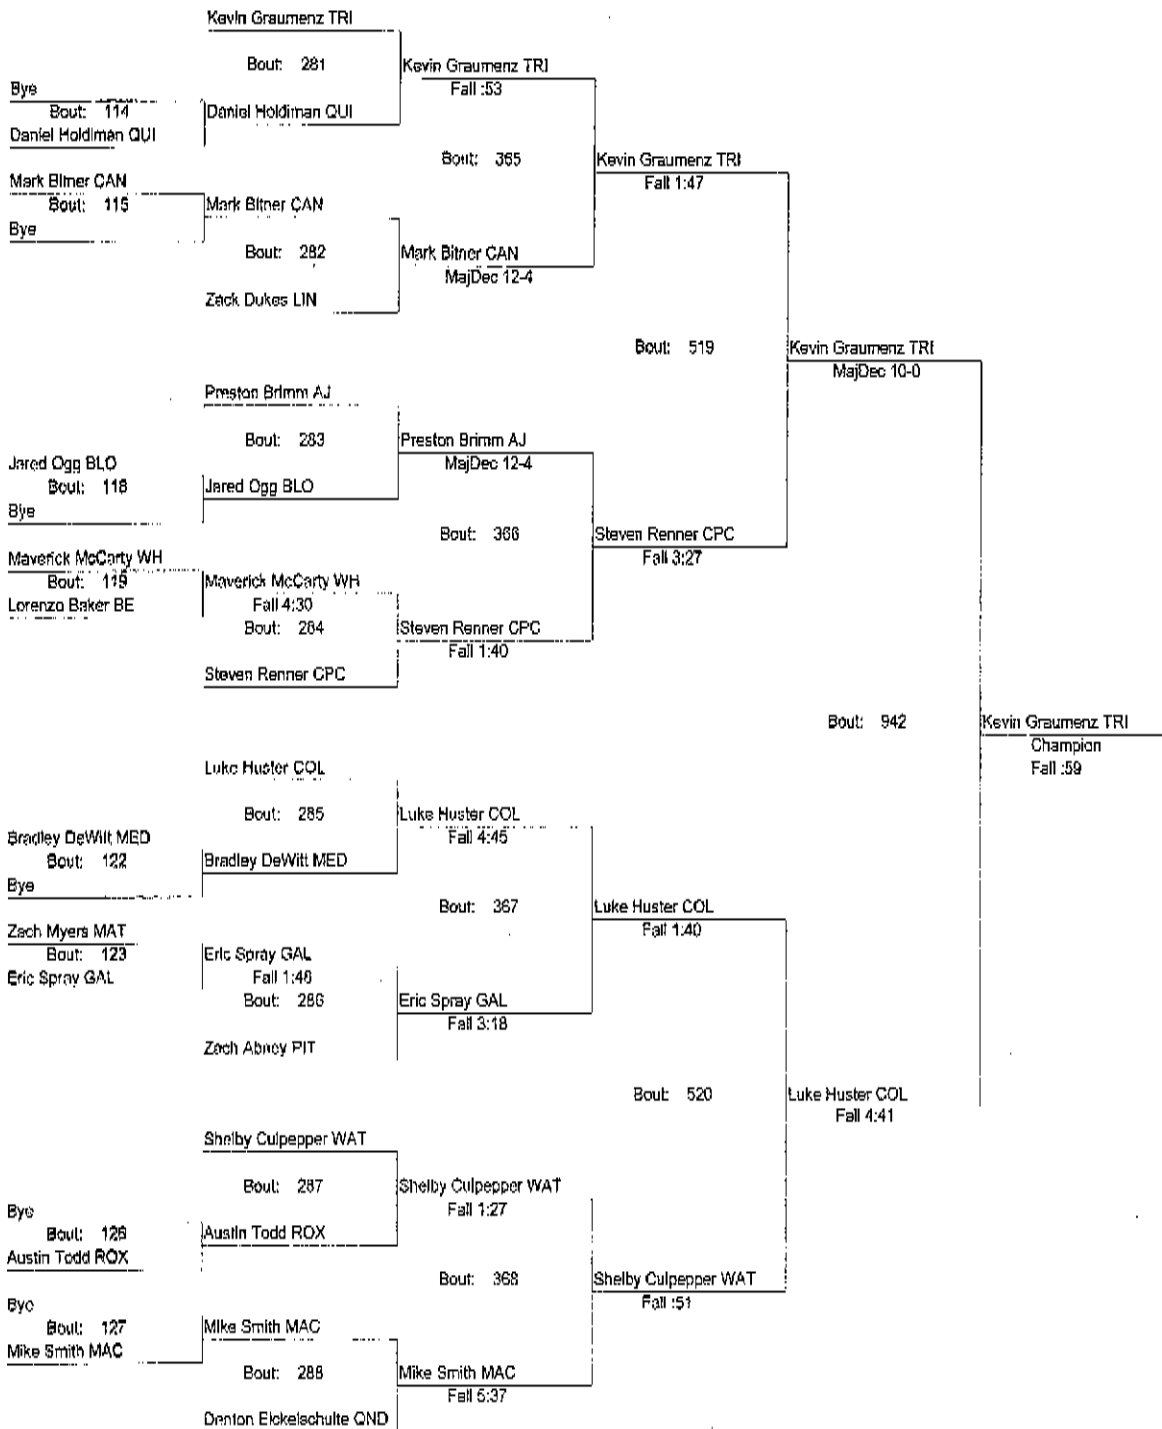 Kevin Graumenz TRI
Bout: 281
Kevin Graumenz TRI
Fall :53
Bye
Bout: 114
Daniel Holdiman QUI
Daniel Holdiman QUI
Bout: 365
Kevin Graumenz TRI
Fall 1:47
Mark Bitner CAN
Bout: 115
Bye
Mark Bitner CAN
Bout: 282
Mark Bitner CAN
MajDec 12-4
Zack Dukes LIN
Bout: 519
Kevin Graumenz TRI
MajDec 10-0
Preston Brimm AJ
Bout: 283
Preston Brimm AJ
MajDec 12-4
Jared Ogg BLO
Bout: 118
Bye
Jared Ogg BLO
Bout: 366
Steven Renner CPC
Fall 3:27
Maverick McCarty WH
Bout: 119
Lorenzo Baker BE
Maverick McCarty WH
Fall 4:30
Bout: 284
Steven Renner CPC
Fall 1:40
Steven Renner CPC
Bout: 942
Kevin Graumenz TRI
Champion
Fall :59
Luke Huster COL
Bout: 285
Luke Huster COL
Fall 4:45
Bradley DeWitt MED
Bout: 122
Bye
Bradley DeWitt MED
Bout: 367
Luke Huster COL
Fall 1:40
Zach Myers MAT
Bout: 123
Eric Spray GAL
Eric Spray GAL
Fall 1:48
Bout: 286
Eric Spray GAL
Fall 3:18
Zach Abney PIT
Bout: 520
Luke Huster COL
Fall 4:41
Shelby Culpepper WAT
Bout: 287
Shelby Culpepper WAT
Fall 1:27
Bye
Bout: 126
Austin Todd ROX
Austin Todd ROX
Bout: 368
Shelby Culpepper WAT
Fall :51
Bye
Bout: 127
Mike Smith MAC
Mike Smith MAC
Bout: 288
Mike Smith MAC
Fall 5:37
Denton Eickelschulte QND